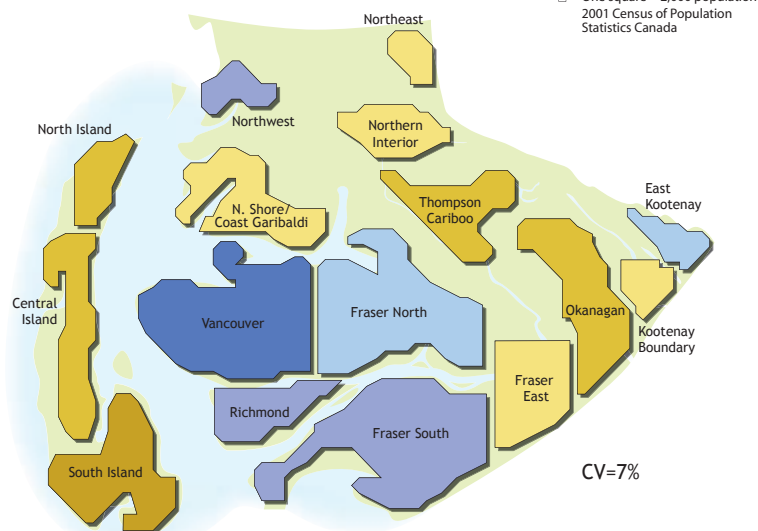 2001 Census of Population
Statistics Canada
Northeast
Northwest
North Island
Northern
Interior
N. Shore/
Coast Garibaldi
Thompson
Cariboo
East
Kootenay
Central
Island
Vancouver
Fraser North
Okanagan
Kootenay
Boundary
Richmond
Fraser
East
Fraser South
South Island
CV=7%